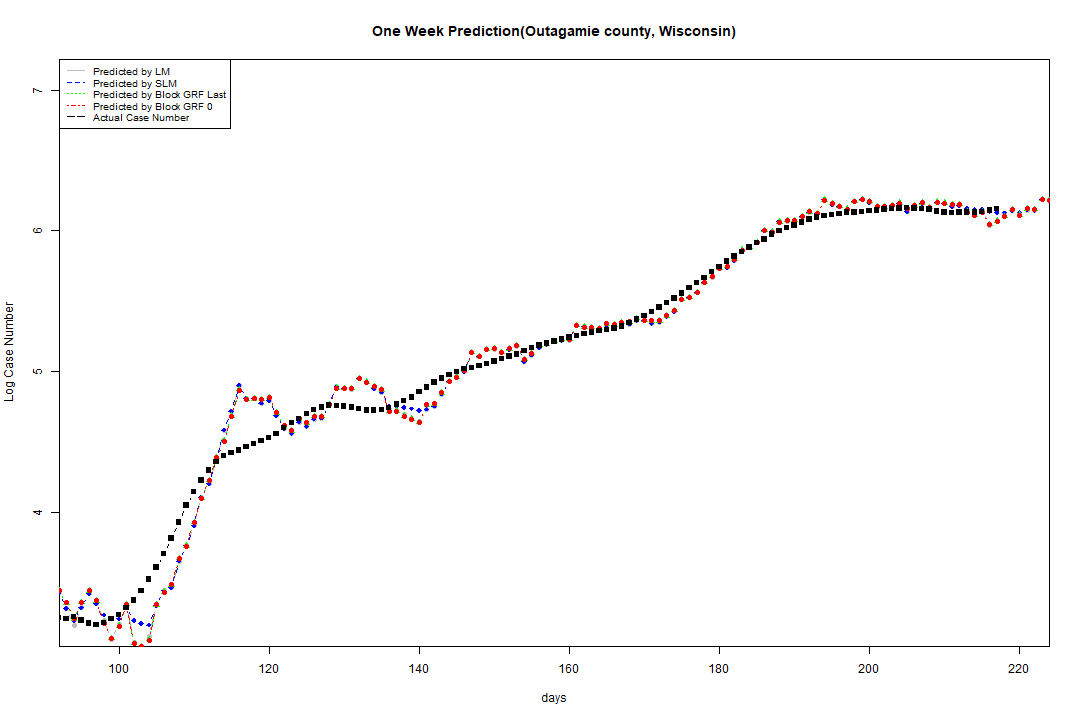 One Week Prediction(Outagamie county, Wisconsin)
Predicted by LM
Predicted by SLM
Predicted by Block GRF Last
Predicted by Block GRF 0
Actual Case Number
7
6
5
4
Log Case Number
100 120 140 160 180 200 220
days